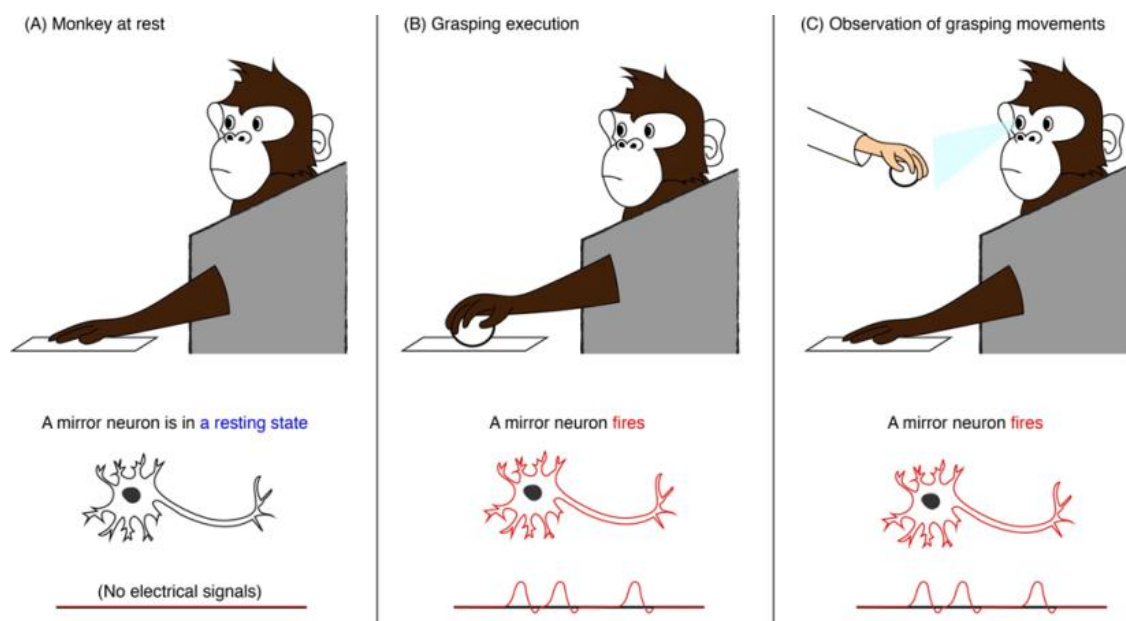 (A) Monkey at rest
(B) Grasping execution
(C) Observation of grasping movements
A mirror neuron is in a resting state
A mirror neuron fires
A mirror neuron fires
(No electrical signals)